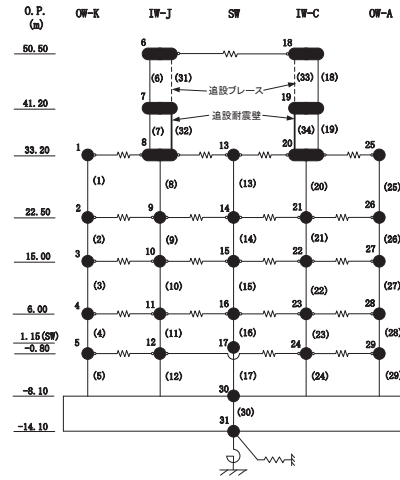 O.P. OW-K IW-J SW IW-C OW-A
(m)
50.50 6 18
(6) (31) (33) (18)
追設ブレース
41.20 7 19
追設耐震壁
(7) (32) (34) (19)
33.20 1 8 13 20 25
(1) (8) (13) (20) (25)
22.50 2 9 14 21 26
(2) (9) (14) (21) (26)
15.00 3 10 15 22 27
(3) (10) (15) (22) (27)
6.00 4 11 16 23 28
1.15(SW) (4) (11) (16) (23) (28)
-0.80 5 12 17 24 29
(5) (12) (17) (24) (29)
-8.10 30
(30)
-14.10 31